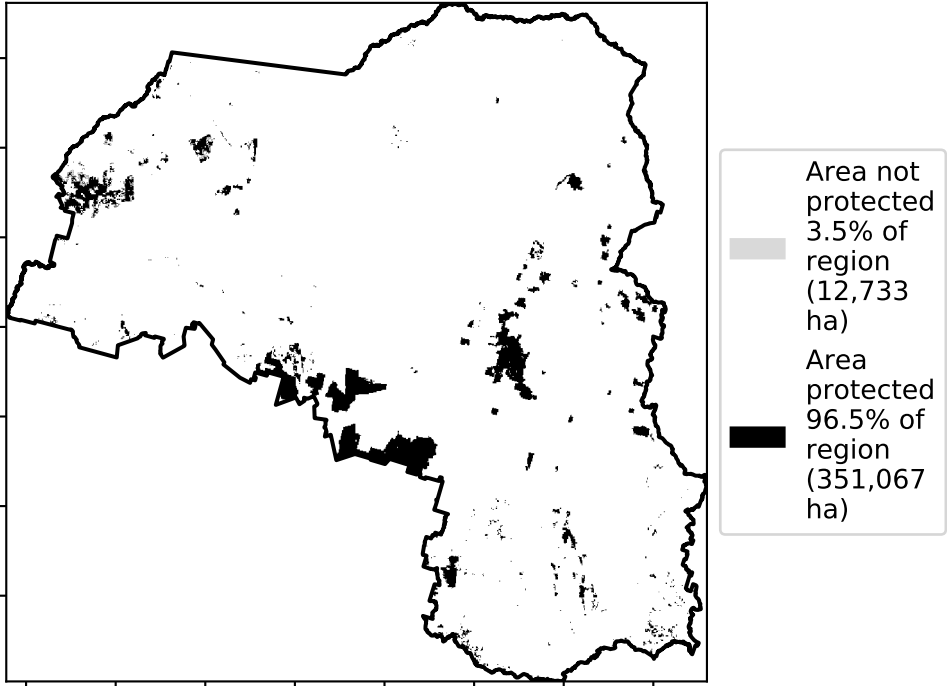 Area not
protected
3.5% of
region
(12,733
ha)
Area
protected
96.5% of
region
(351,067
ha)